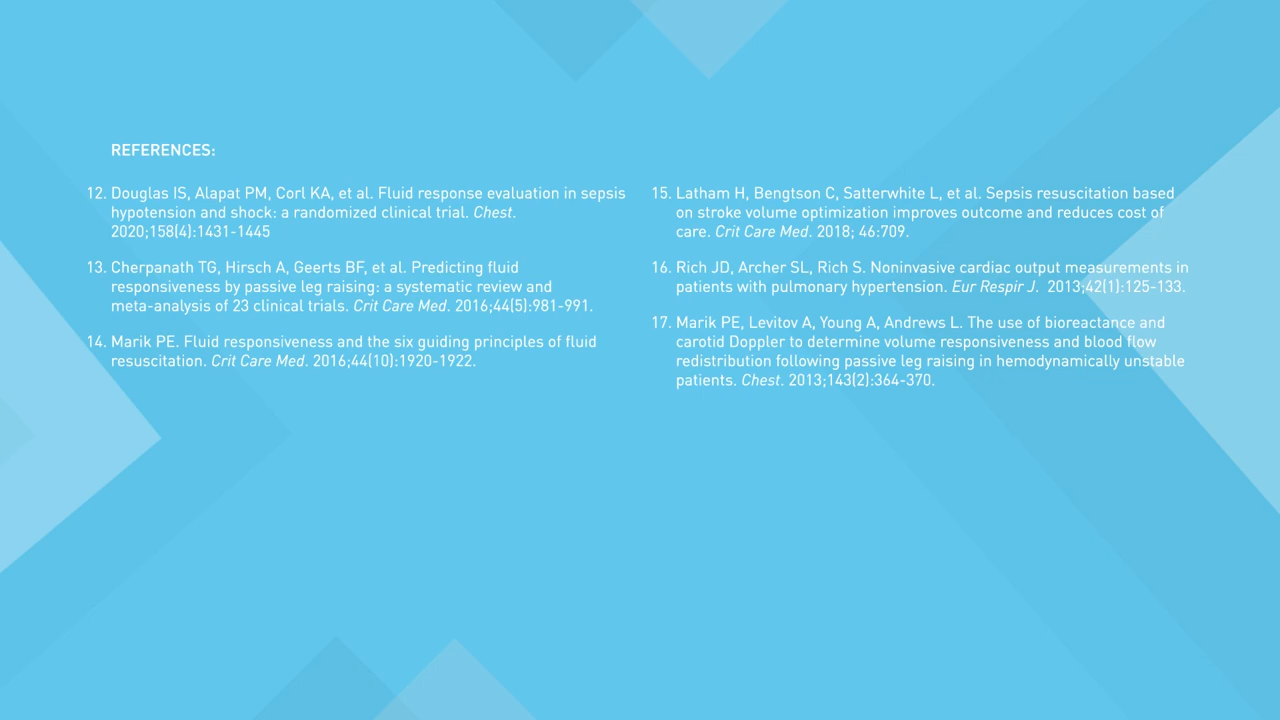 REFERENCES:
12. Douglas IS, Alapat PM, Corl KA, et al. Fluid response evaluation in sepsis
hypotension and shock: a randomized clinical trial. Chest.
2020;158(4):1431-1445
13. Cherpanath TG, Hirsch A, Geerts BF, et al. Predicting fluid
responsiveness by passive leg raising: a systematic review and
meta-analysis of 23 clinical trials. Crit Care Med. 2016;44(5):981-991.
14. Marik PE. Fluid responsiveness and the six guiding principles of fluid
resuscitation. Crit Care Med. 2016;44(10):1920-1922.
15. Latham H, Bengtson C, Satterwhite L, et al. Sepsis resuscitation based
on stroke volume optimization improves outcome and reduces cost of
care. Crit Care Med. 2018; 46:709.
16. Rich JD, Archer SL, Rich S. Noninvasive cardiac output measurements in
patients with pulmonary hypertension. Eur Respir J. 2013;42(1):125-133.
17. Marik PE, Levitov A, Young A, Andrews L. The use of bioreactance and
carotid Doppler to determine volume responsiveness and blood flow
redistribution following passive leg raising in hemodynamically unstable
patients. Chest. 2013;143(2):364-370.